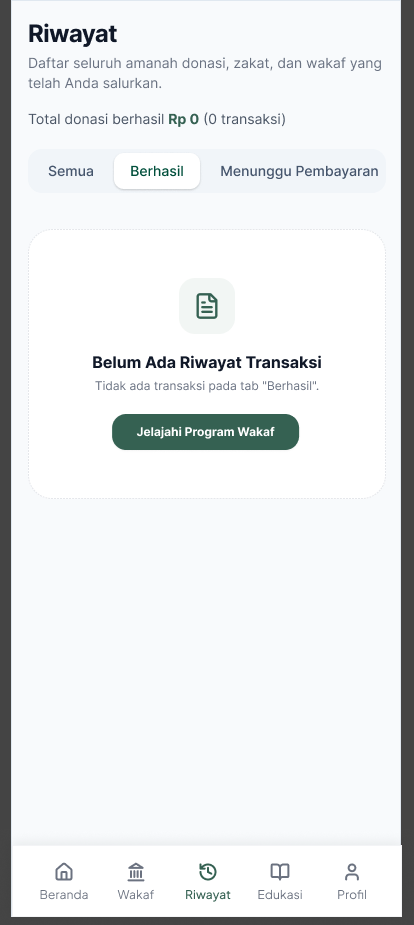 Riwayat
Daftar seluruh amanah donasi, zakat, dan wakaf yang
telah Anda salurkan.
Total donasi berhasil Rp 0 (0 transaksi)
Semua
Berhasil
Menunggu Pembayaran
Belum Ada Riwayat Transaksi
Tidak ada transaksi pada tab "Berhasil".
Jelajahi Program Wakaf
Beranda
Wakaf
Riwayat
Edukasi
Profil